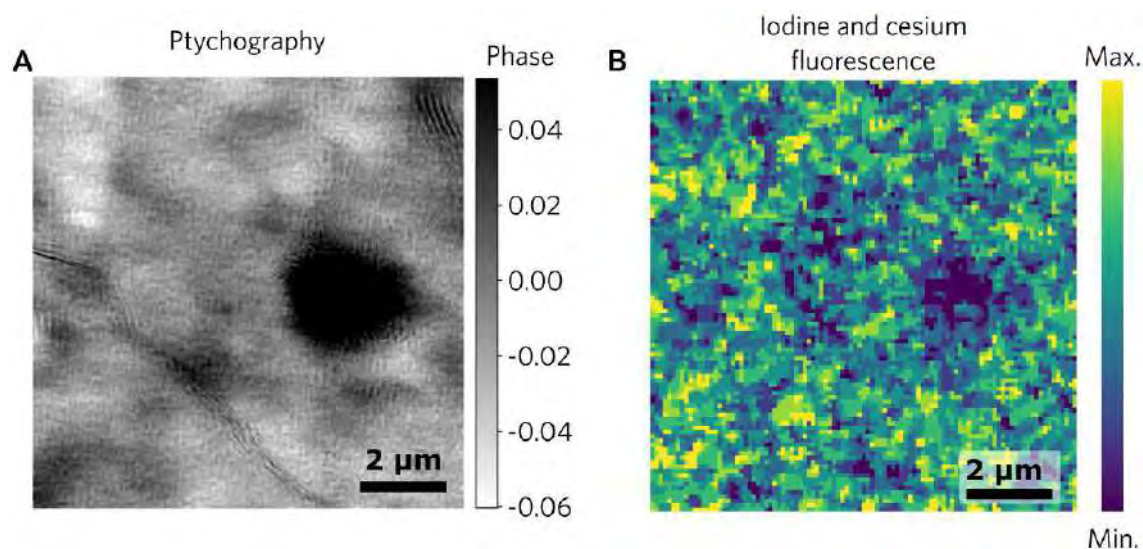 Ptychography
A
Phase
0.04
0.02
0.00
-0.02
-0.04
-0.06
2 µm
Iodine and cesium
fluorescence
B
Max.
2 µm
Min.